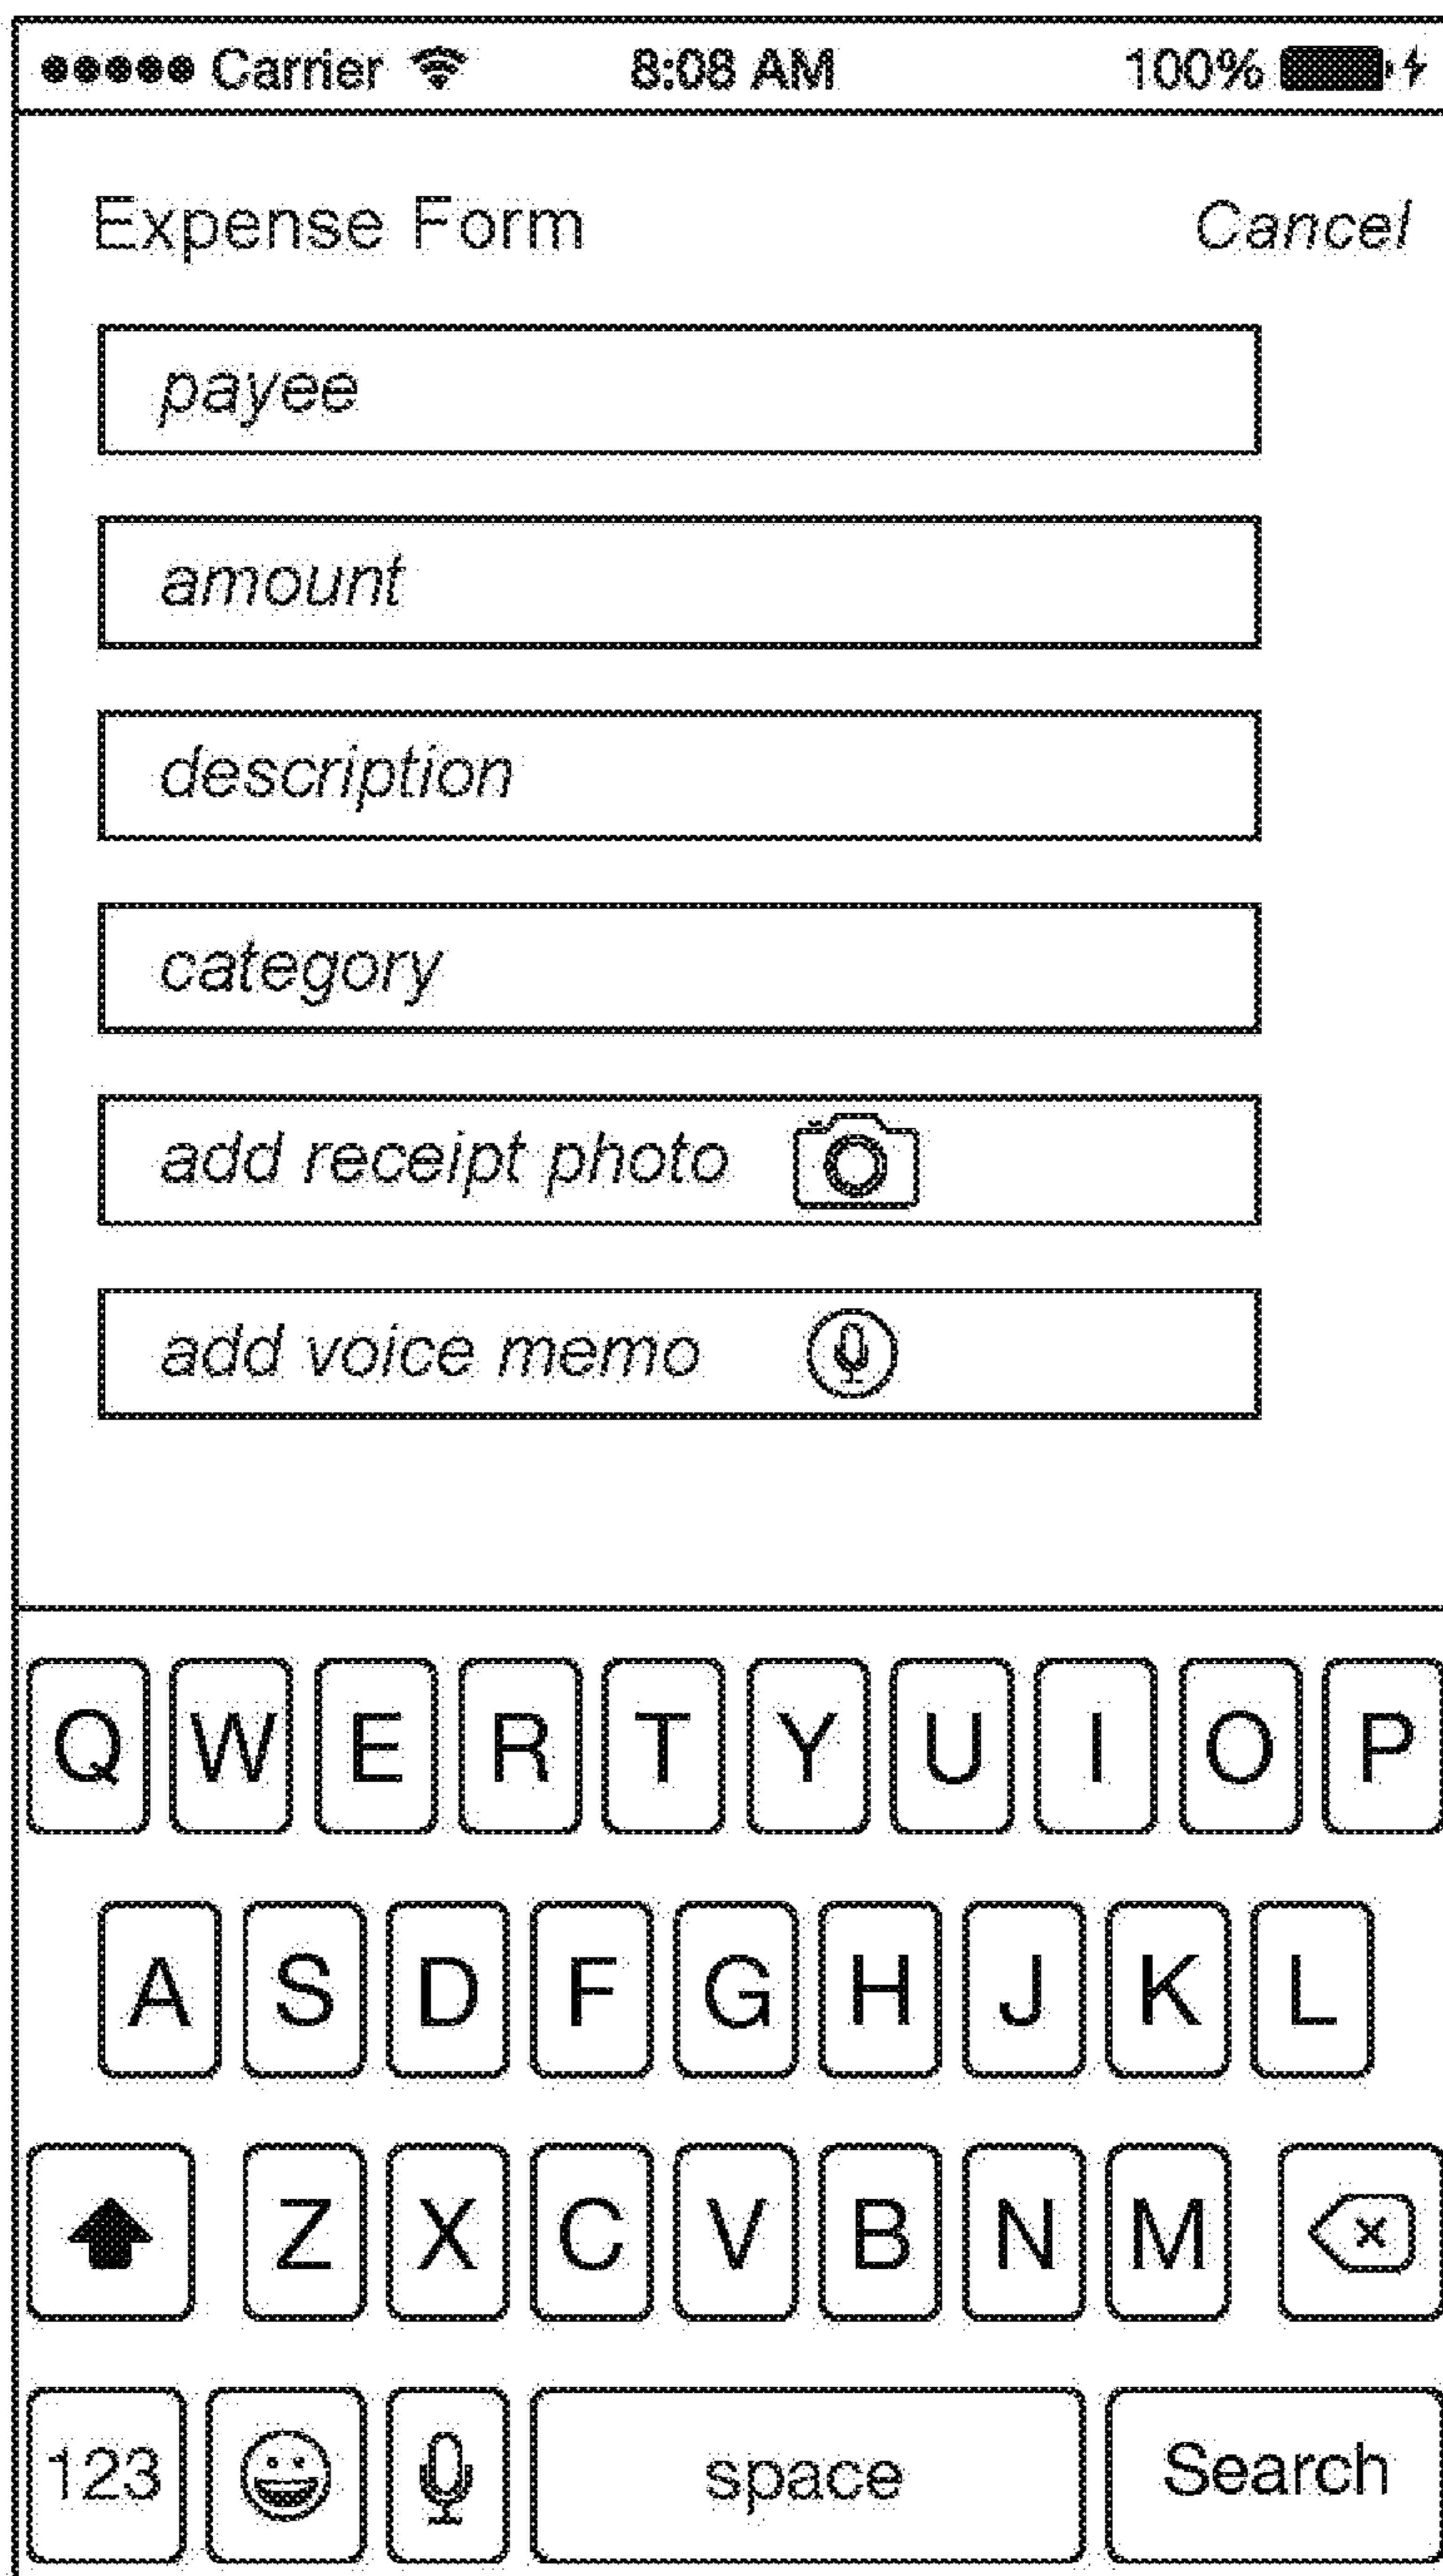 Carrier 8:08 AM 100%
Expense Form Cancel
payee
amount
description
category
add receipt photo
add voice memo
Q W E R T Y U I O P
A S D F G H J K L
Z X C V B N M
123 space Search